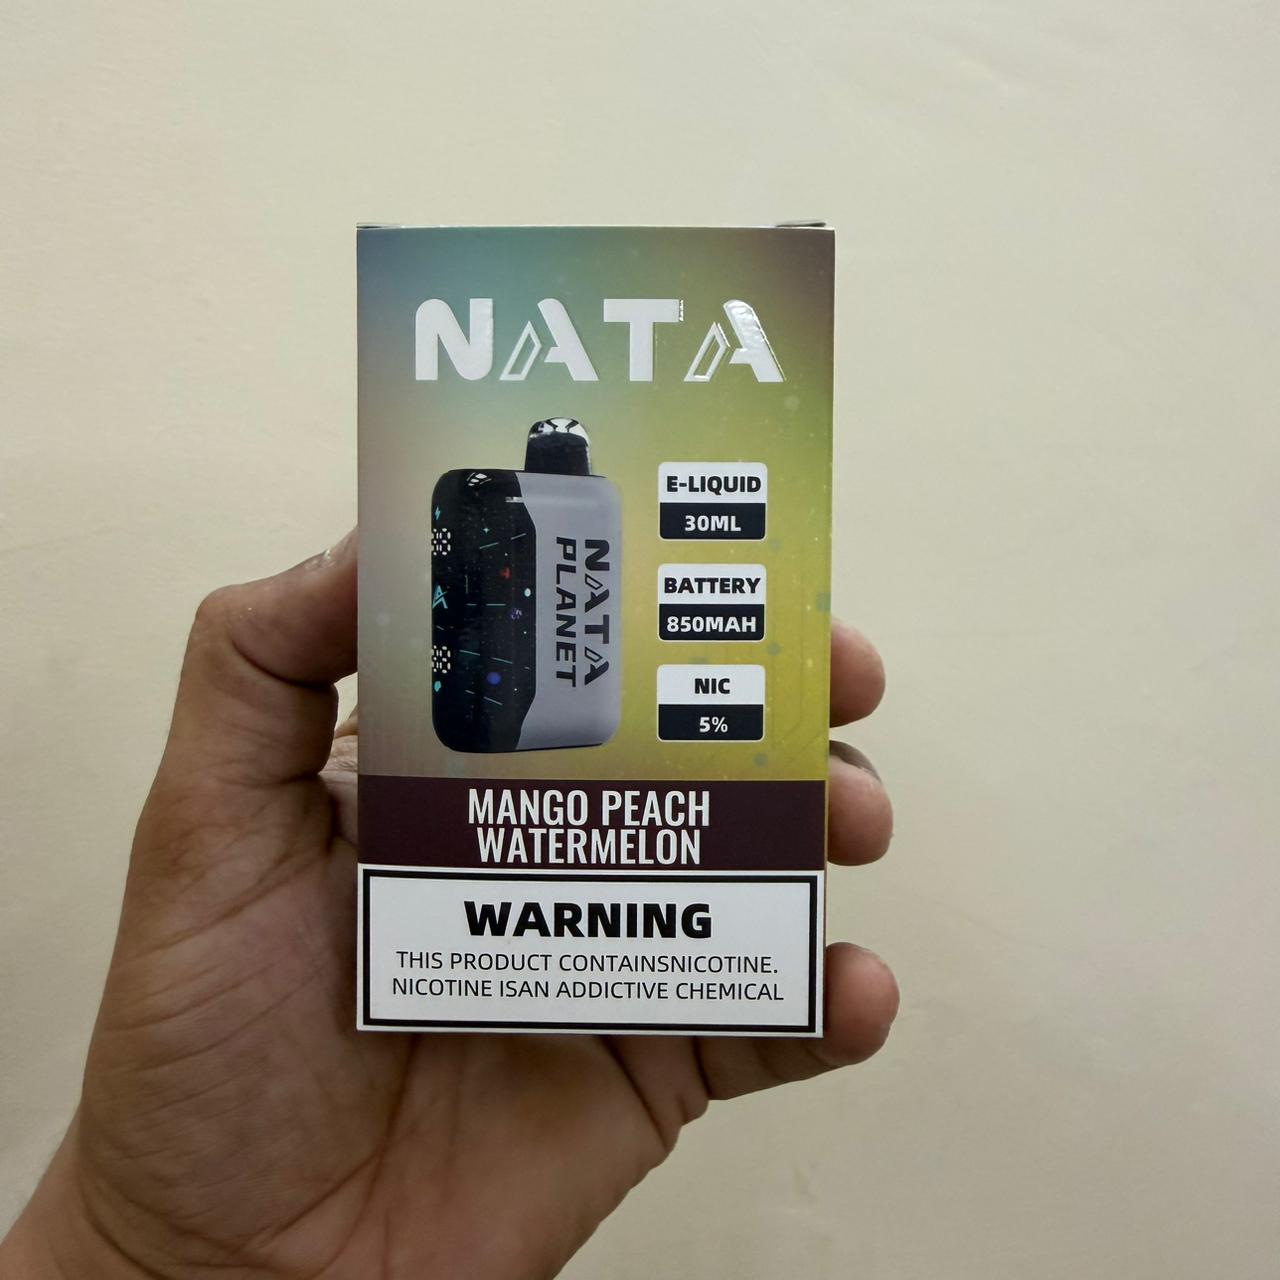 NATA
NATA
PLANET
E-LIQUID
30ML
BATTERY
850MAH
NIC
5%
MANGO PEACH
WATERMELON
WARNING
THIS PRODUCT CONTAINSNICOTINE.
NICOTINE ISAN ADDICTIVE CHEMICAL